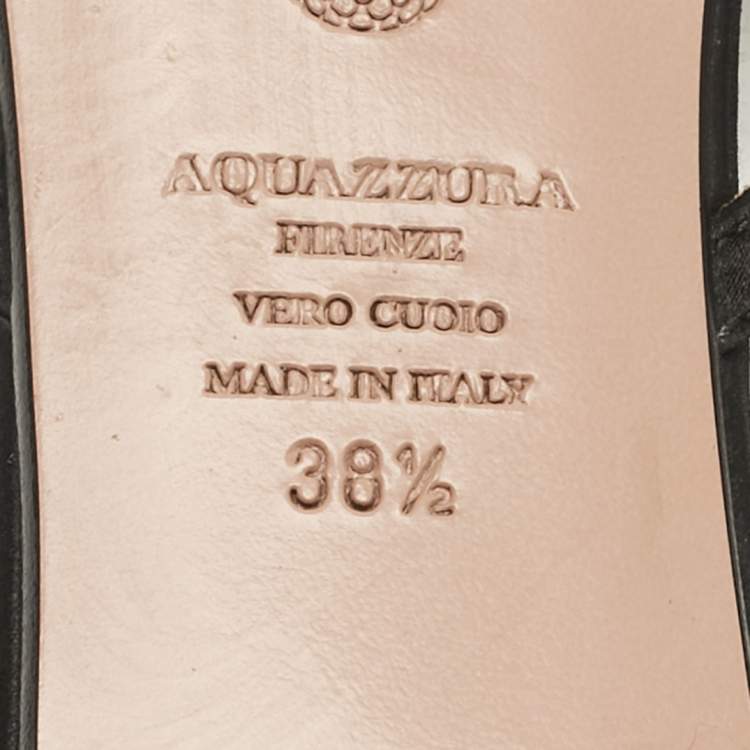 AQUAZZURA
FIRENZE
VERO CUOIO
MADE IN ITALY
38½